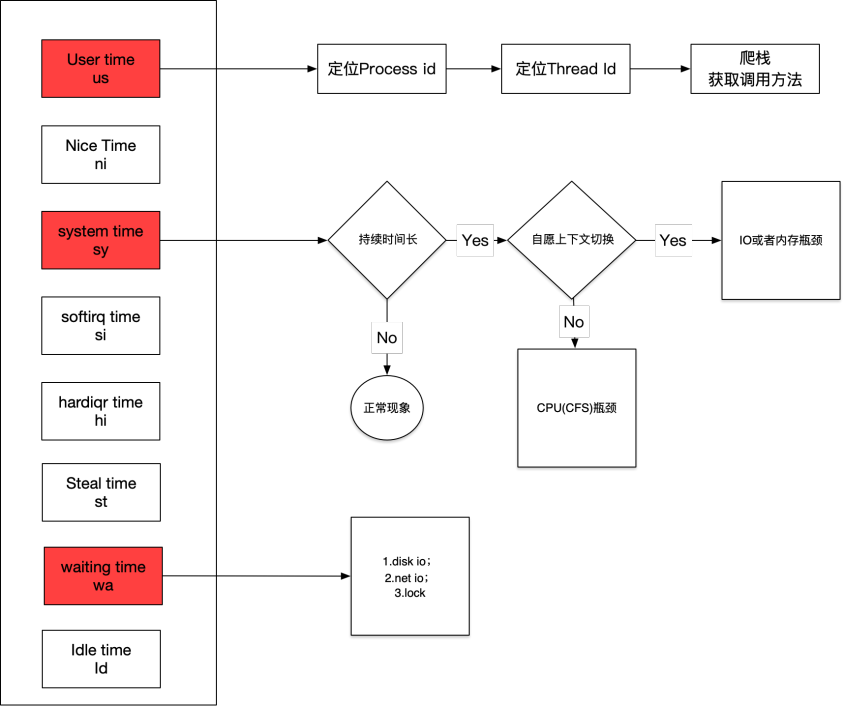 User time
us
定位Process id
定位Thread Id
爬栈
获取调用方法
Nice Time
ni
system time
sy
持续时间长
Yes
自愿上下文切换
Yes
IO或者内存瓶颈
No
No
正常现象
CPU(CFS)瓶颈
softirq time
si
hardiqr time
hi
Steal time
st
waiting time
wa
1.disk io；
2.net io；
3.lock
Idle time
Id